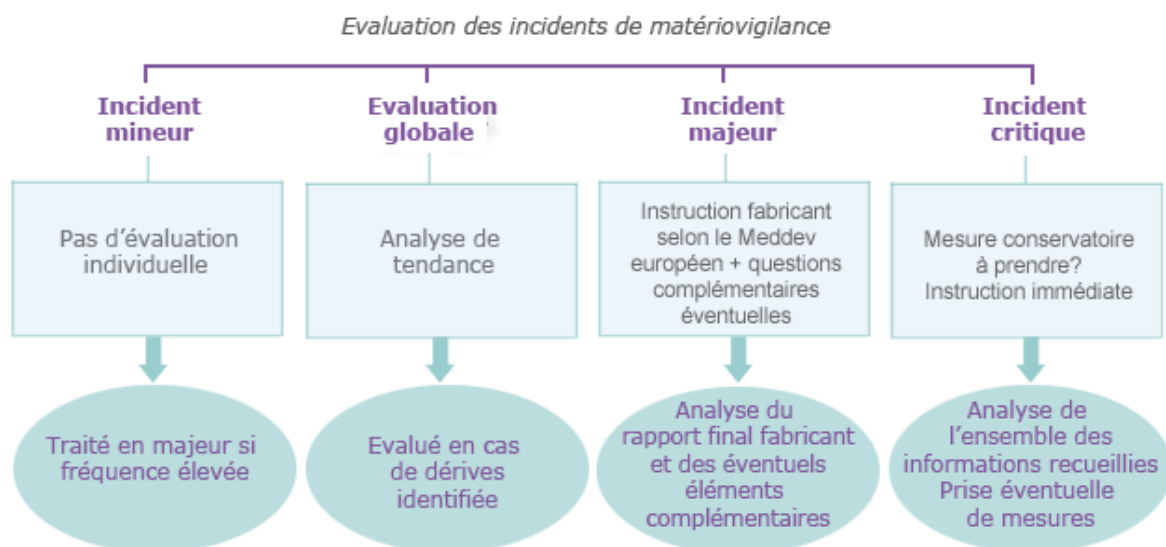 Evaluation des incidents de matériovigilance
Incident
mineur
Evaluation
globale
Incident
majeur
Incident
critique
Pas d’évaluation
individuelle
Analyse de
tendance
Instruction fabricant
selon le Meddev
européen + questions
complémentaires
éventuelles
Mesure conservatoire
à prendre?
Instruction immédiate
Traité en majeur si
fréquence élevée
Evalué en cas
de dérives
identifiée
Analyse du
rapport final fabricant
et des éventuels
éléments
complémentaires
Analyse de
l’ensemble des
informations recueillies
Prise éventuelle
de mesures